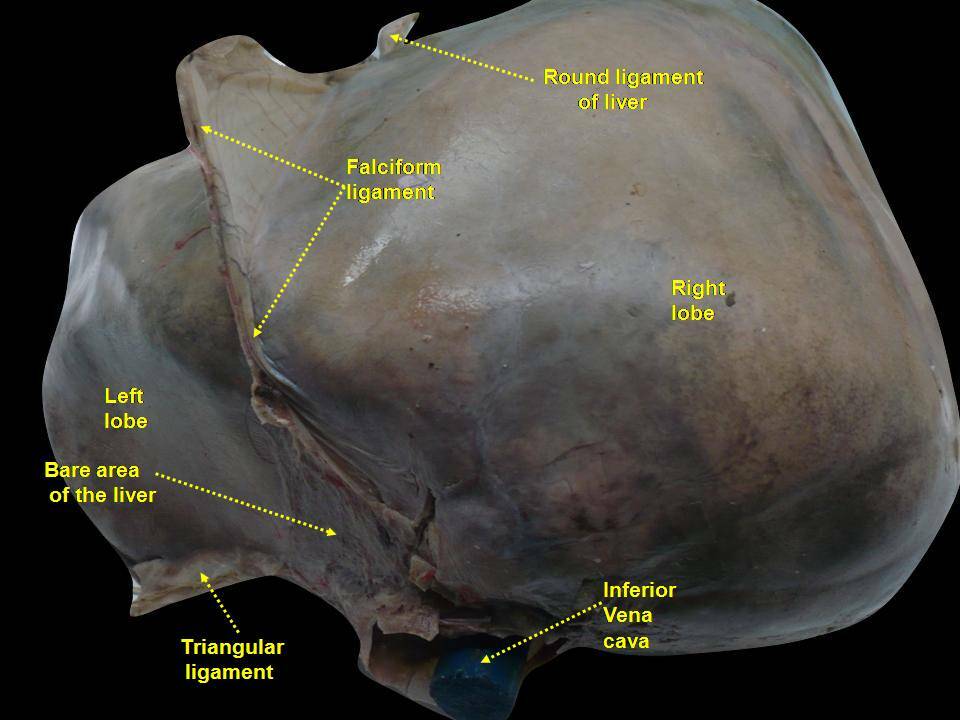 Round ligament
of liver
Falciform
ligament
Right
lobe
Left
lobe
Bare area
of the liver
Inferior
Vena
cava
Triangular
ligament